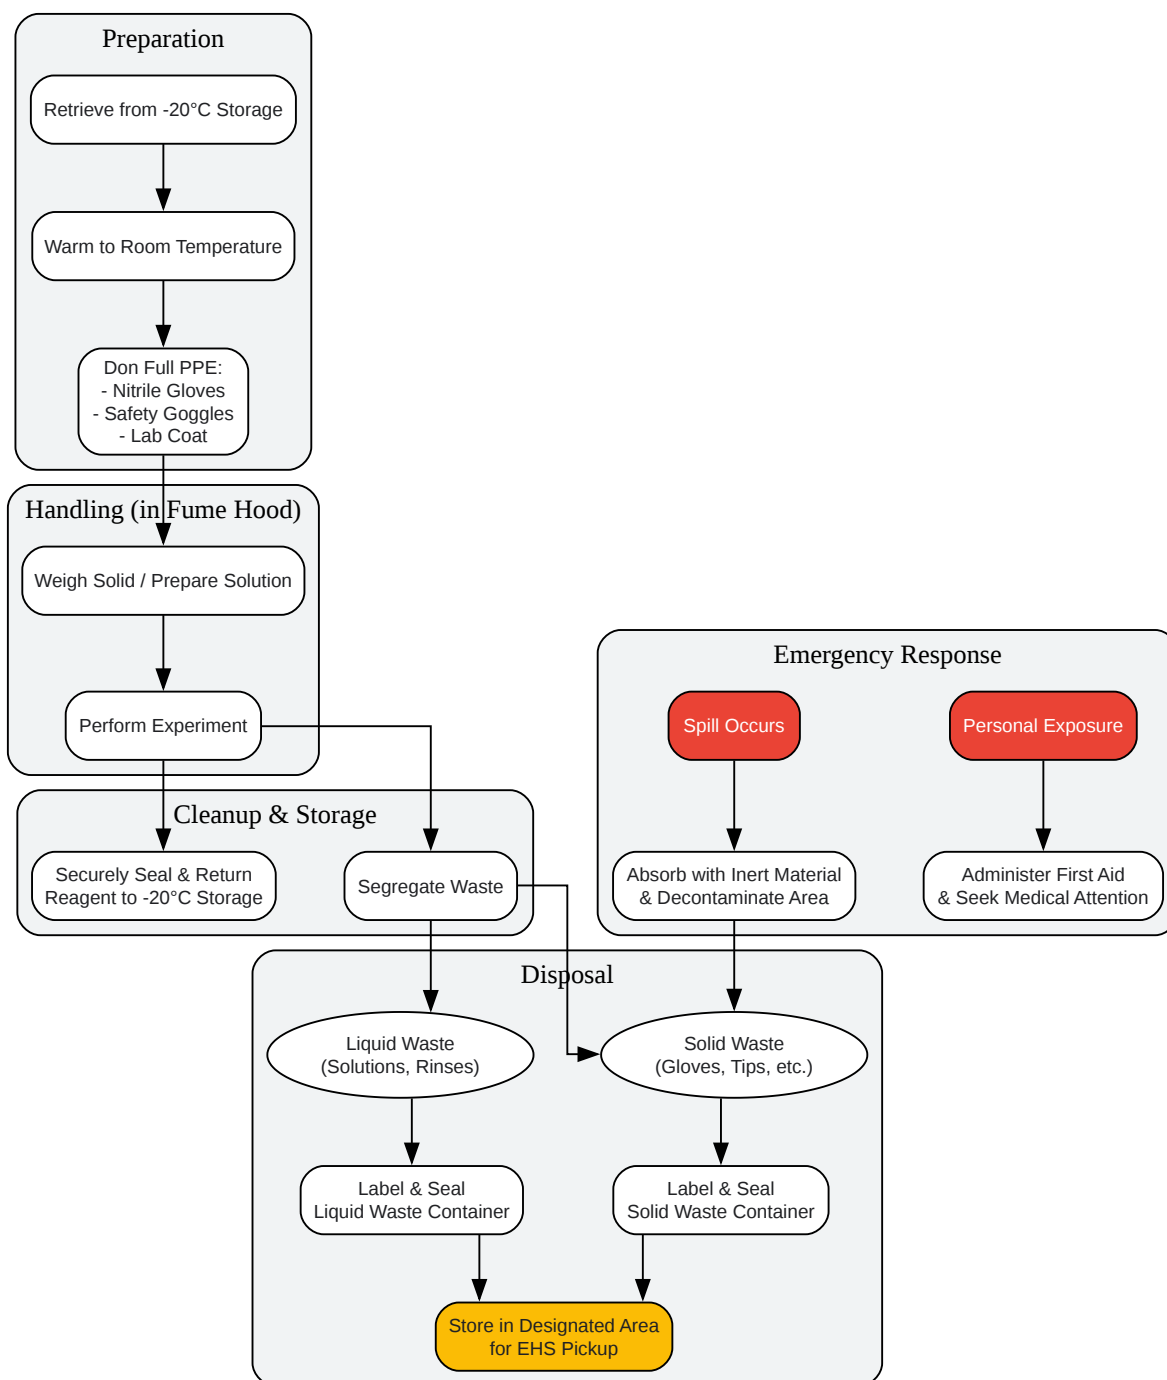 Preparation
Retrieve from -20°C Storage
Warm to Room Temperature
Don Full PPE:
- Nitrile Gloves
- Safety Goggles
- Lab Coat
Handling (in Fume Hood)
Weigh Solid / Prepare Solution
Perform Experiment
Cleanup & Storage
Securely Seal & Return
Reagent to -20°C Storage
Segregate Waste
Emergency Response
Spill Occurs
Personal Exposure
Absorb with Inert Material
& Decontaminate Area
Administer First Aid
& Seek Medical Attention
Disposal
Liquid Waste
(Solutions, Rinses)
Solid Waste
(Gloves, Tips, etc.)
Label & Seal
Liquid Waste Container
Label & Seal
Solid Waste Container
Store in Designated Area
for EHS Pickup